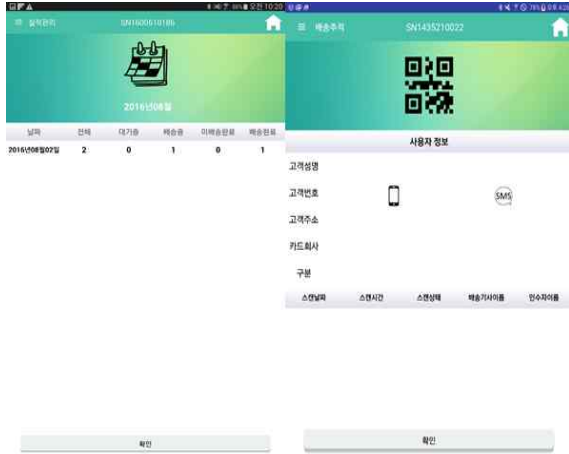 오전 10:20
실적관리 SN1600610186
2016년08월
날짜 전체 대기중 배송중 미배송완료 배송완료
2016년08월02일 2 0 1 0 1
확인
배송추적 SN1435210022
사용자 정보
고객성명
고객번호 SMS
고객주소
카드회사
구분
스캔날짜 스캔시간 스캔상태 배송기사이름 인수자이름
확인